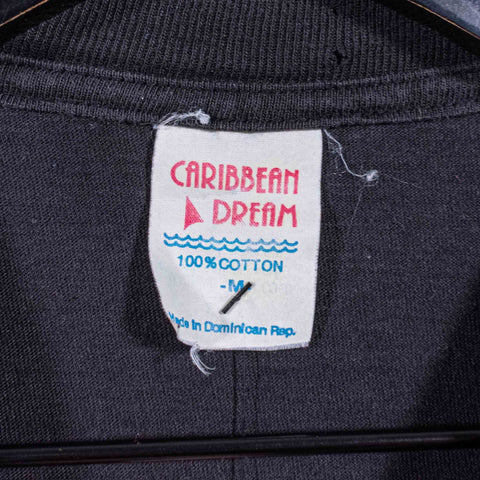 CARIBBEAN
DREAM
100% COTTON
-M-
Made in Dominican Rep.